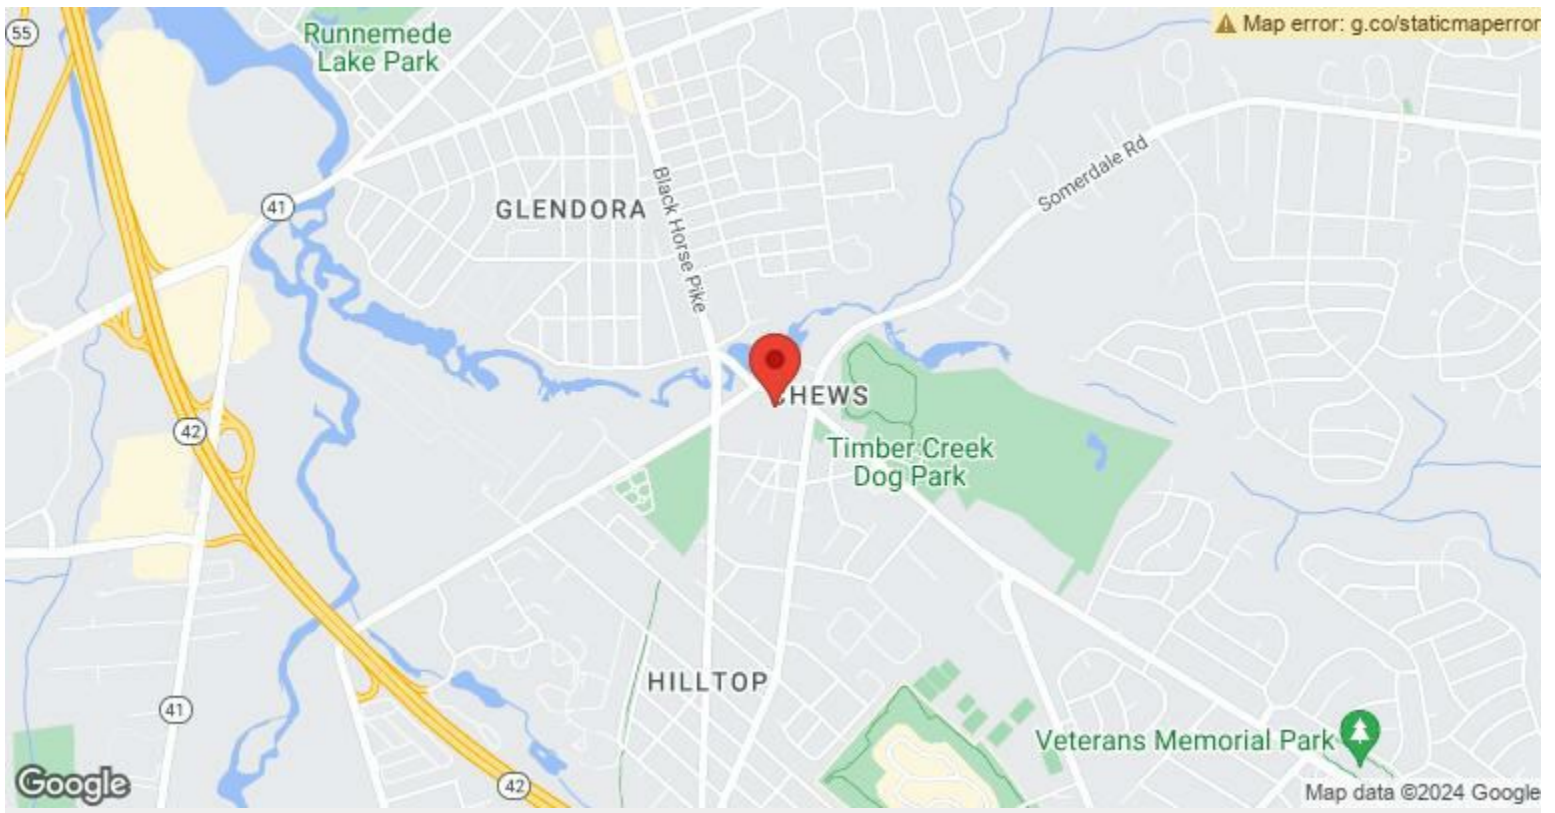 55
Runnemede
Lake Park
Map error: g.co/staticmaperror
Somerdale Rd
Black Horse Pike
41
GLENDORA
CHEWS
42
Timber Creek
Dog Park
HILLTOP
41
Veterans Memorial Park
42
Google
Map data ©2024 Google